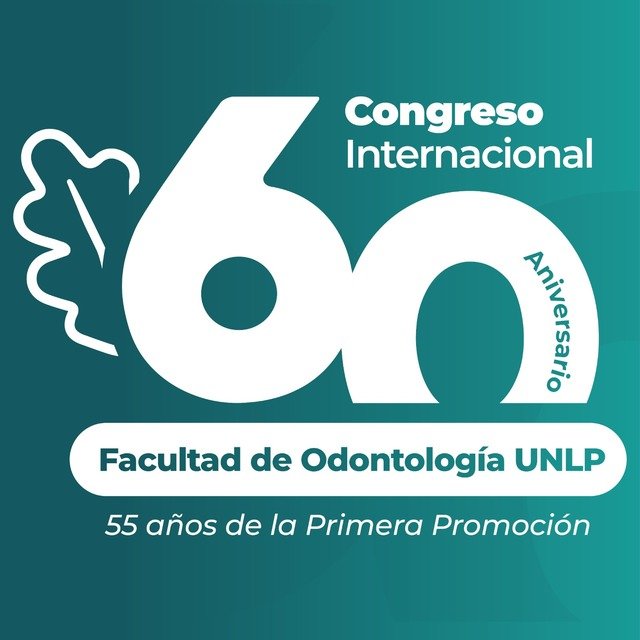 Congreso
Internacional
60
Aniversario
Facultad de Odontología UNLP
55 años de la Primera Promoción